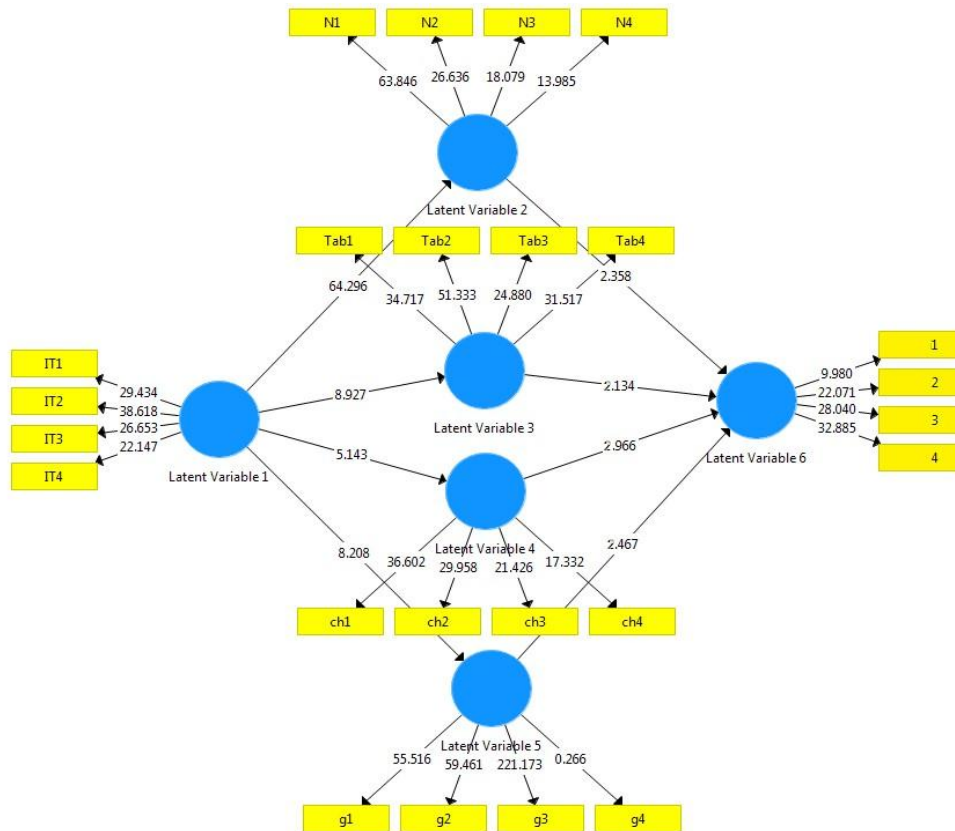 N1 N2 N3 N4
63.846 26.636 18.079 13.985
Latent Variable 2
Tab1 Tab2 Tab3 Tab4
64.296 34.717 51.333 24.880 31.517 2.358
IT1
IT2
IT3
IT4
29.434
38.618
26.653
22.147
Latent Variable 1
8.927
Latent Variable 3
2.134
5.143
2.966
Latent Variable 6
9.980
22.071
28.040
32.885
1
2
3
4
8.208
Latent Variable 4
36.602 29.958 21.426 17.332
2.467
ch1 ch2 ch3 ch4
Latent Variable 5
55.516 59.461 221.173 0.266
g1 g2 g3 g4